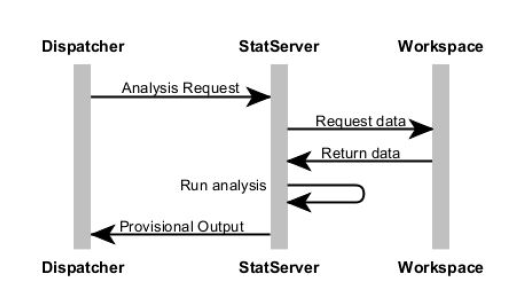 Dispatcher StatServer Workspace
Analysis Request
Request data
Return data
Run analysis
Provisional Output
Dispatcher StatServer Workspace